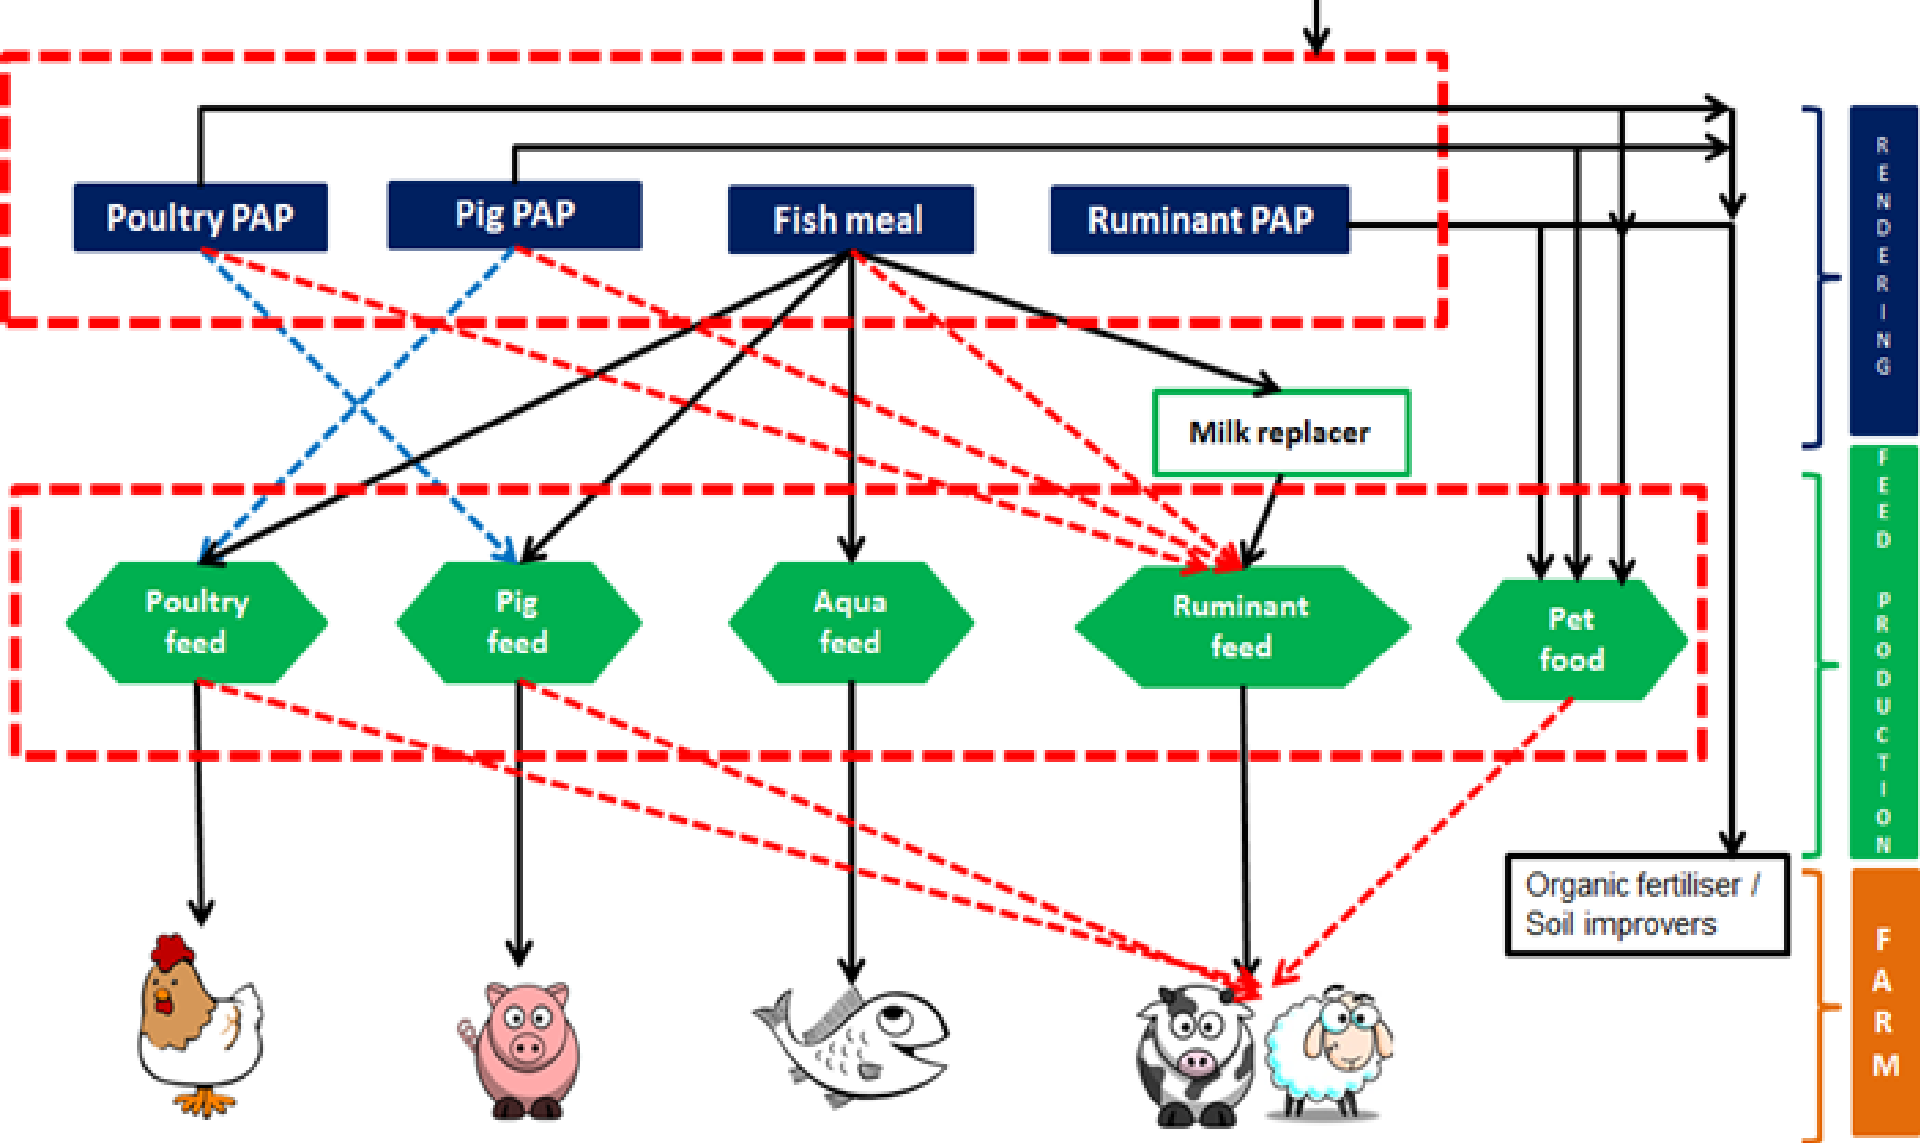 Poultry PAP
Pig PAP
Fish meal
Ruminant PAP
RENDERING
Milk replacer
FEED PRODUCTION
Poultry
feed
Pig
feed
Aqua
feed
Ruminant
feed
Pet
food
Organic fertiliser /
Soil improvers
FARM